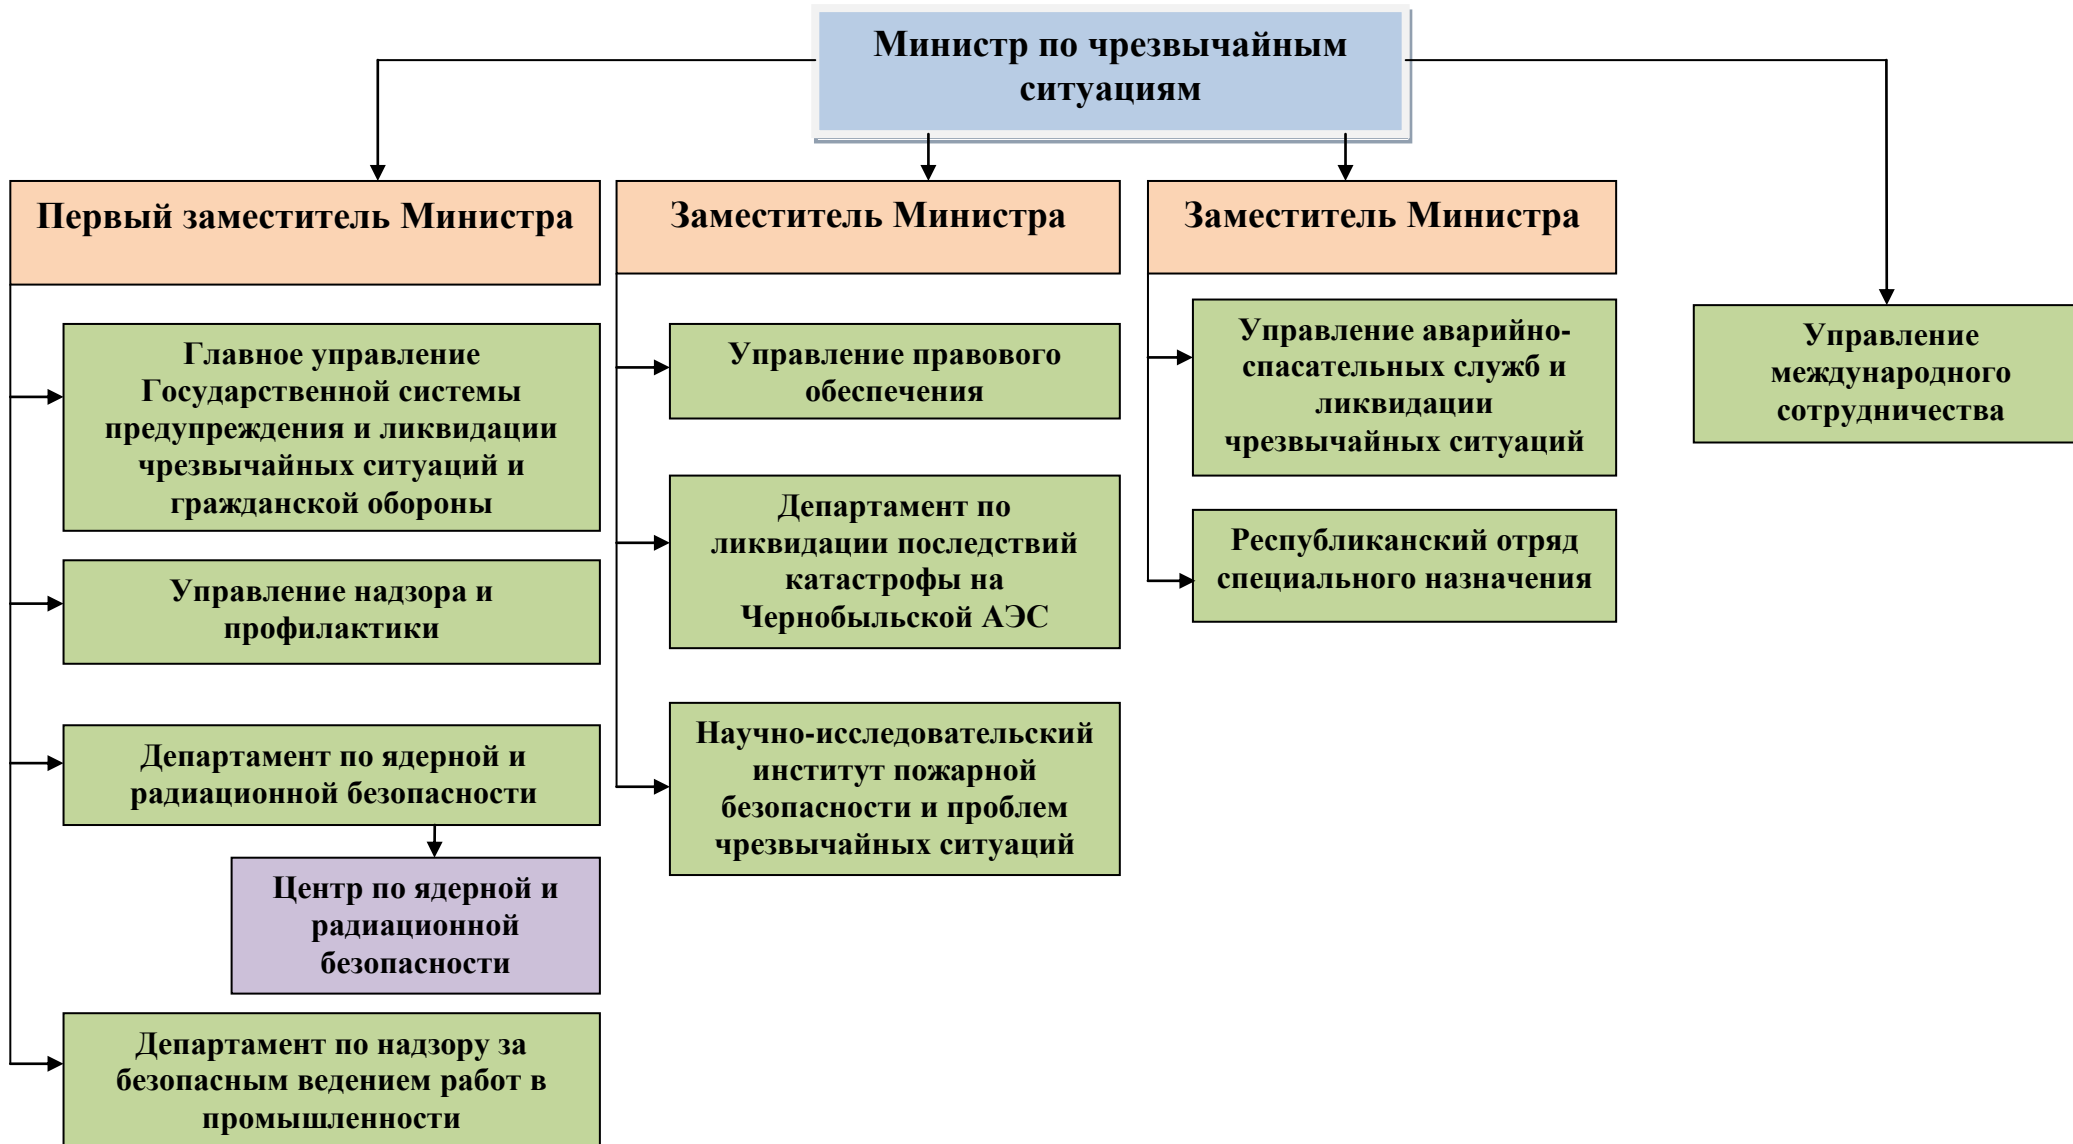 Министр по чрезвычайным
ситуациям
Первый заместитель Министра
Заместитель Министра
Заместитель Министра
Главное управление
Государственной системы
предупреждения и ликвидации
чрезвычайных ситуаций и
гражданской обороны
Управление надзора и
профилактики
Департамент по ядерной и
радиационной безопасности
Центр по ядерной и
радиационной
безопасности
Департамент по надзору за
безопасным ведением работ в
промышленности
Управление правового
обеспечения
Департамент по
ликвидации последствий
катастрофы на
Чернобыльской АЭС
Научно-исследовательский
институт пожарной
безопасности и проблем
чрезвычайных ситуаций
Управление аварийно-
спасательных служб и
ликвидации
чрезвычайных ситуаций
Республиканский отряд
специального назначения
Управление
международного
сотрудничества